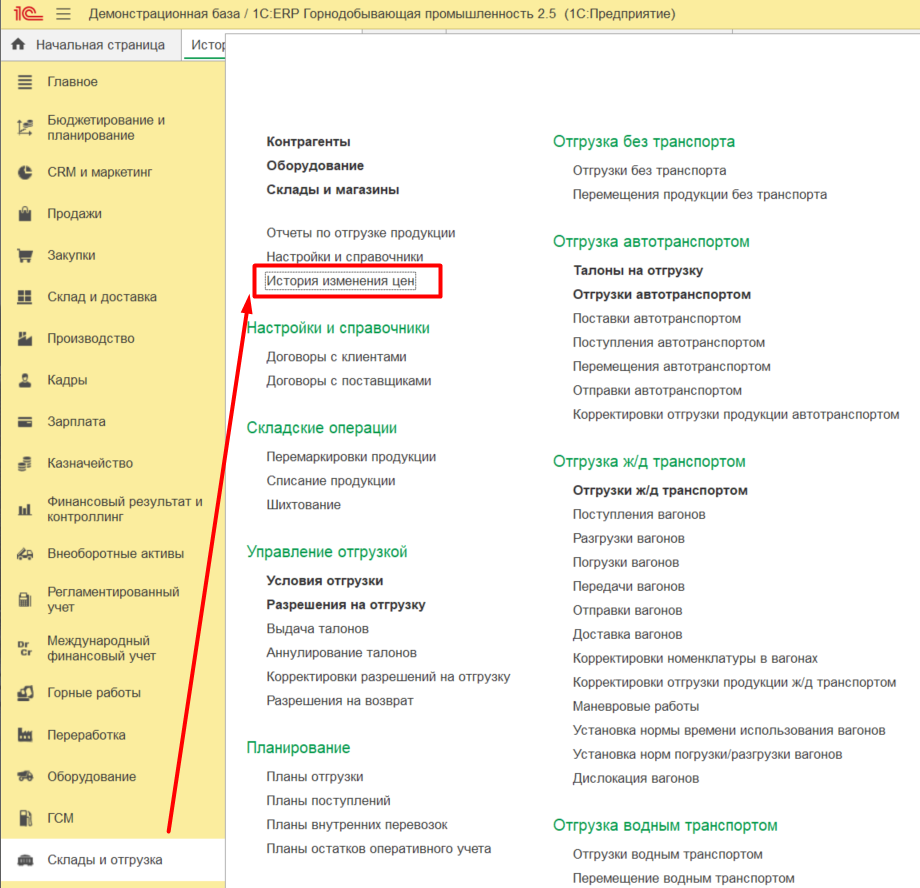 1С Демонстрационная база / 1С:ERP Горнодобывающая промышленность 2.5 (1С:Предприятие)
Начальная страница
Истор
Главное
Бюджетирование и
планирование
CRM и маркетинг
Продажи
Закупки
Склад и доставка
Производство
Кадры
Зарплата
Казначейство
Финансовый результат и
контроллинг
Внеоборотные активы
Регламентированный
учет
Dr
Cr
Международный
финансовый учет
Горные работы
Переработка
Оборудование
ГСМ
Склады и отгрузка
Контрагенты
Оборудование
Склады и магазины
Отчеты по отгрузке продукции
Настройки и справочники
История изменения цен
Настройки и справочники
Договоры с клиентами
Договоры с поставщиками
Складские операции
Перемаркировки продукции
Списание продукции
Шихтование
Управление отгрузкой
Условия отгрузки
Разрешения на отгрузку
Выдача талонов
Аннулирование талонов
Корректировки разрешений на отгрузку
Разрешения на возврат
Планирование
Планы отгрузки
Планы поступлений
Планы внутренних перевозок
Планы остатков оперативного учета
Отгрузка без транспорта
Отгрузки без транспорта
Перемещения продукции без транспорта
Отгрузка автотранспортом
Талоны на отгрузку
Отгрузки автотранспортом
Поставки автотранспортом
Поступления автотранспортом
Перемещения автотранспортом
Отправки автотранспортом
Корректировки отгрузки продукции автотранспортом
Отгрузка ж/д транспортом
Отгрузки ж/д транспортом
Поступления вагонов
Разгрузки вагонов
Погрузки вагонов
Передачи вагонов
Отправки вагонов
Доставка вагонов
Корректировки номенклатуры в вагонах
Корректировки отгрузки продукции ж/д транспортом
Маневровые работы
Установка нормы времени использования вагонов
Установка норм погрузки/разгрузки вагонов
Дислокация вагонов
Отгрузка водным транспортом
Отгрузки водным транспортом
Перемещение водным транспортом